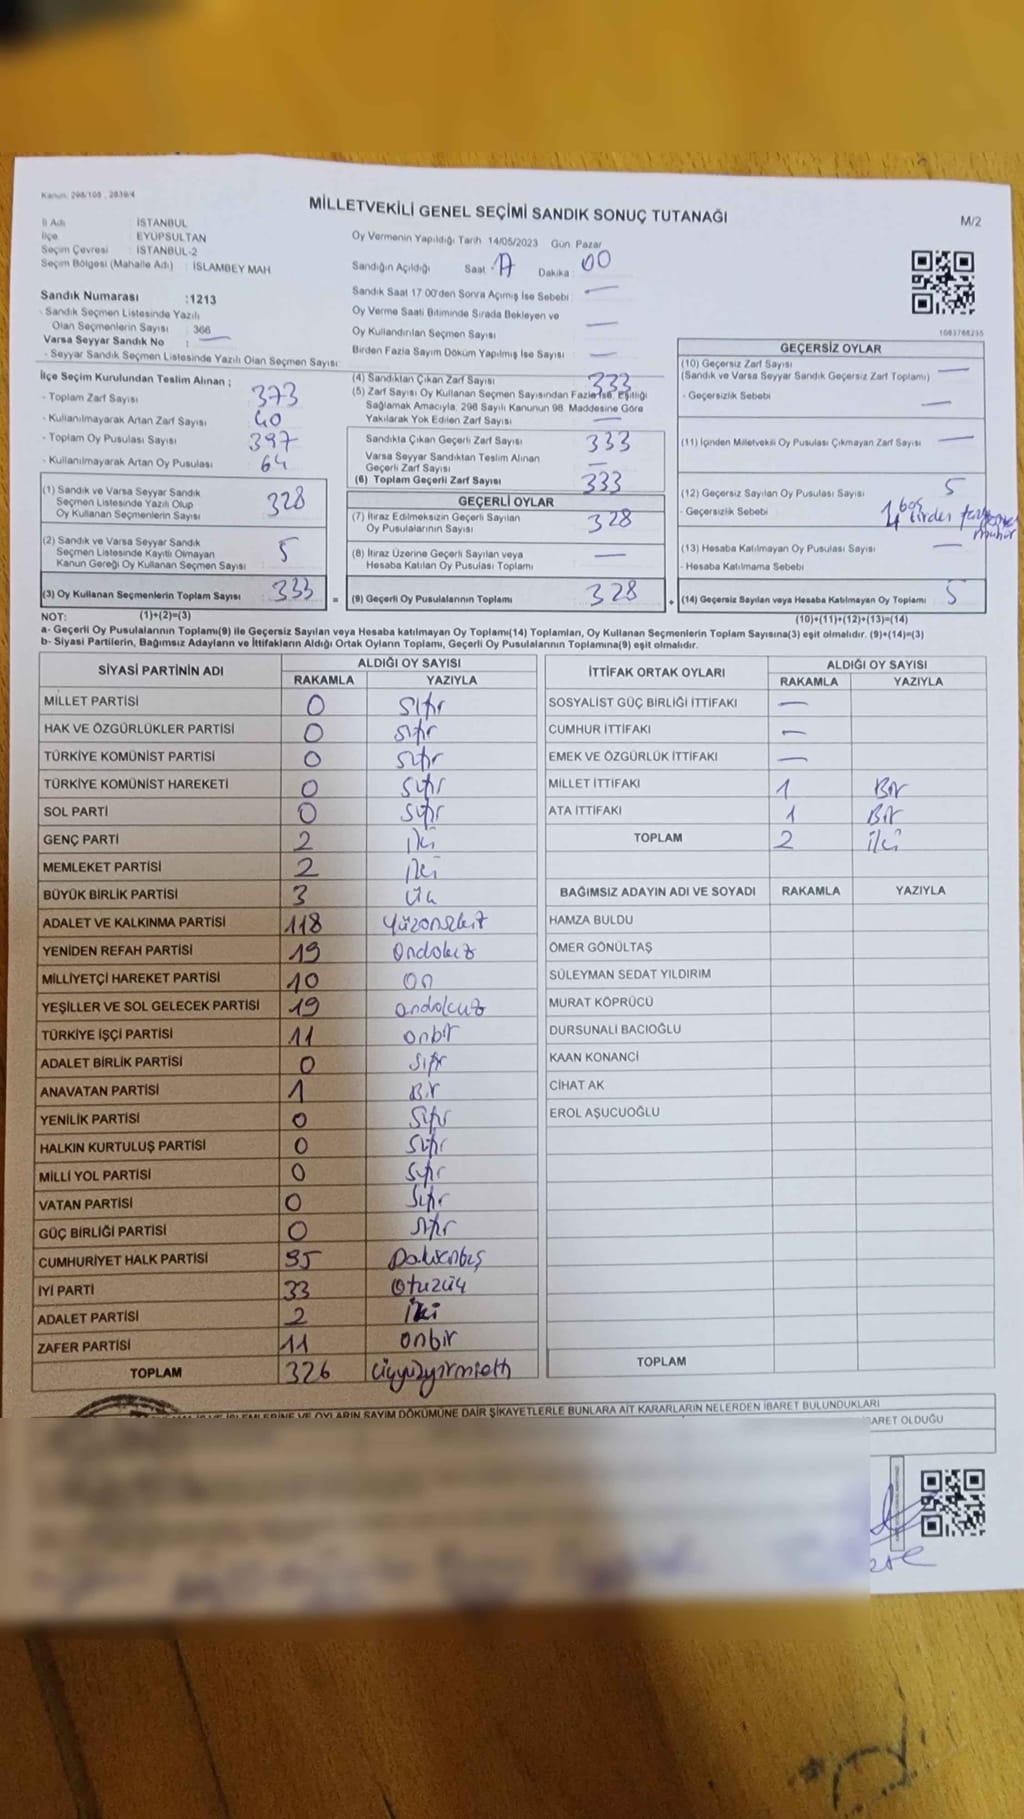 Kanun: 298/105 , 2839/4
MİLLETVEKİLİ GENEL SEÇİMİ SANDIK SONUÇ TUTANAĞI
M/2
İl Adı : İSTANBUL
İlçe : EYÜPSULTAN
Seçim Çevresi : İSTANBUL-2
Seçim Bölgesi (Mahalle Adı) : İSLAMBEY MAH
Sandık Numarası :1213
- Sandık Seçmen Listesinde Yazılı
Olan Seçmenlerin Sayısı : 366
Varsa Seyyar Sandık No : —
- Seyyar Sandık Seçmen Listesinde Yazılı Olan Seçmen Sayısı
Oy Vermenin Yapıldığı Tarih 14/05/2023 Gün Pazar
Sandığın Açıldığı Saat : 17 Dakika : 00
Sandık Saat 17 00'den Sonra Açımış İse Sebebi : —
Oy Verme Saati Bitiminde Sırada Bekleyen ve
Oy Kullandırılan Seçmen Sayısı : —
Birden Fazla Sayım Döküm Yapılmış İse Sayısı : —
1083768235
İlçe Seçim Kurulundan Teslim Alınan ;
- Toplam Zarf Sayısı 373
- Kullanılmayarak Artan Zarf Sayısı 40
- Toplam Oy Pusulası Sayısı 397
- Kullanılmayarak Artan Oy Pusulası 64
(1) Sandık ve Varsa Seyyar Sandık
Seçmen Listesinde Yazılı Olup
Oy Kullanan Seçmenlerin Sayısı 328
(2) Sandık ve Varsa Seyyar Sandık
Seçmen Listesinde Kayıtlı Olmayan
Kanun Gereği Oy Kullanan Seçmen Sayısı 5
(3) Oy Kullanan Seçmenlerin Toplam Sayısı 333 =
(4) Sandıktan Çıkan Zarf Sayısı 333
(5) Zarf Sayısı Oy Kullanan Seçmen Sayısından Fazla İse, Eşitliği
Sağlamak Amacıyla, 298 Sayılı Kanunun 98. Maddesine Göre
Yakılarak Yok Edilen Zarf Sayısı —
Sandıkta Çıkan Geçerli Zarf Sayısı 333
Varsa Seyyar Sandıktan Teslim Alınan
Geçerli Zarf Sayısı —
(6) Toplam Geçerli Zarf Sayısı 333
GEÇERLİ OYLAR
(7) İtiraz Edilmeksizin Geçerli Sayılan
Oy Pusulalarının Sayısı 328
(8) İtiraz Üzerine Geçerli Sayılan veya
Hesaba Katılan Oy Pusulası Toplamı —
(9) Geçerli Oy Pusulalarının Toplamı 328 +
GEÇERSİZ OYLAR
(10) Geçersiz Zarf Sayısı —
(Sandık ve Varsa Seyyar Sandık Geçersiz Zarf Toplamı)
- Geçersizlik Sebebi —
(11) İçinden Milletvekili Oy Pusulası Çıkmayan Zarf Sayısı —
(12) Geçersiz Sayılan Oy Pusulası Sayısı 5
- Geçersizlik Sebebi 1 boş
4 birden fazla mühür
(13) Hesaba Katılmayan Oy Pusulası Sayısı —
- Hesaba Katılmama Sebebi
(14) Geçersiz Sayılan veya Hesaba Katılmayan Oy Toplamı 5
NOT: (1)+(2)=(3) (10)+(11)+(12)+(13)=(14)
a- Geçerli Oy Pusulalarının Toplamı(9) ile Geçersiz Sayılan veya Hesaba katılmayan Oy Toplamı(14) Toplamları, Oy Kullanan Seçmenlerin Toplam Sayısına(3) eşit olmalıdır. (9)+(14)=(3)
b- Siyasi Partilerin, Bağımsız Adayların ve İttifakların Aldığı Ortak Oyların Toplamı, Geçerli Oy Pusulalarının Toplamına(9) eşit olmalıdır.
SİYASİ PARTİNİN ADI ALDIĞI OY SAYISI
RAKAMLA YAZIYLA
MİLLET PARTİSİ 0 Sıfır
HAK VE ÖZGÜRLÜKLER PARTİSİ 0 Sıfır
TÜRKİYE KOMÜNİST PARTİSİ 0 Sıfır
TÜRKİYE KOMÜNİST HAREKETİ 0 Sıfır
SOL PARTİ 0 Sıfır
GENÇ PARTİ 2 iki
MEMLEKET PARTİSİ 2 iki
BÜYÜK BİRLİK PARTİSİ 3 üç
ADALET VE KALKINMA PARTİSİ 118 Yüzonsekit
YENİDEN REFAH PARTİSİ 19 Ondokuz
MİLLİYETÇİ HAREKET PARTİSİ 10 on
YEŞİLLER VE SOL GELECEK PARTİSİ 19 ondokuz
TÜRKİYE İŞÇİ PARTİSİ 11 onbir
ADALET BİRLİK PARTİSİ 0 Sıfır
ANAVATAN PARTİSİ 1 Bir
YENİLİK PARTİSİ 0 Sıfır
HALKIN KURTULUŞ PARTİSİ 0 Sıfır
MİLLİ YOL PARTİSİ 0 Sıfır
VATAN PARTİSİ 0 Sıfır
GÜÇ BİRLİĞİ PARTİSİ 0 Sıfır
CUMHURİYET HALK PARTİSİ 95 Doksanbeş
İYİ PARTİ 33 Otuzüç
ADALET PARTİSİ 2 İki
ZAFER PARTİSİ 11 onbir
TOPLAM 326 üçyüzyirmialtı
İTTİFAK ORTAK OYLARI ALDIĞI OY SAYISI
RAKAMLA YAZIYLA
SOSYALİST GÜÇ BİRLİĞİ İTTİFAKI —
CUMHUR İTTİFAKI —
EMEK VE ÖZGÜRLÜK İTTİFAKI —
MİLLET İTTİFAKI 1 Bir
ATA İTTİFAKI 1 Bir
TOPLAM 2 iki
BAĞIMSIZ ADAYIN ADI VE SOYADI RAKAMLA YAZIYLA
HAMZA BULDU
ÖMER GÖNÜLTAŞ
SÜLEYMAN SEDAT YILDIRIM
MURAT KÖPRÜCÜ
DURSUNALİ BACIOĞLU
KAAN KONANCİ
CİHAT AK
EROL AŞUCUOĞLU
TOPLAM
OYLARIN SAYIM DÖKÜMÜNE DAİR ŞİKAYETLERLE BUNLARA AİT KARARLARIN NELERDEN İBARET BULUNDUKLARI
BARET OLDUĞU